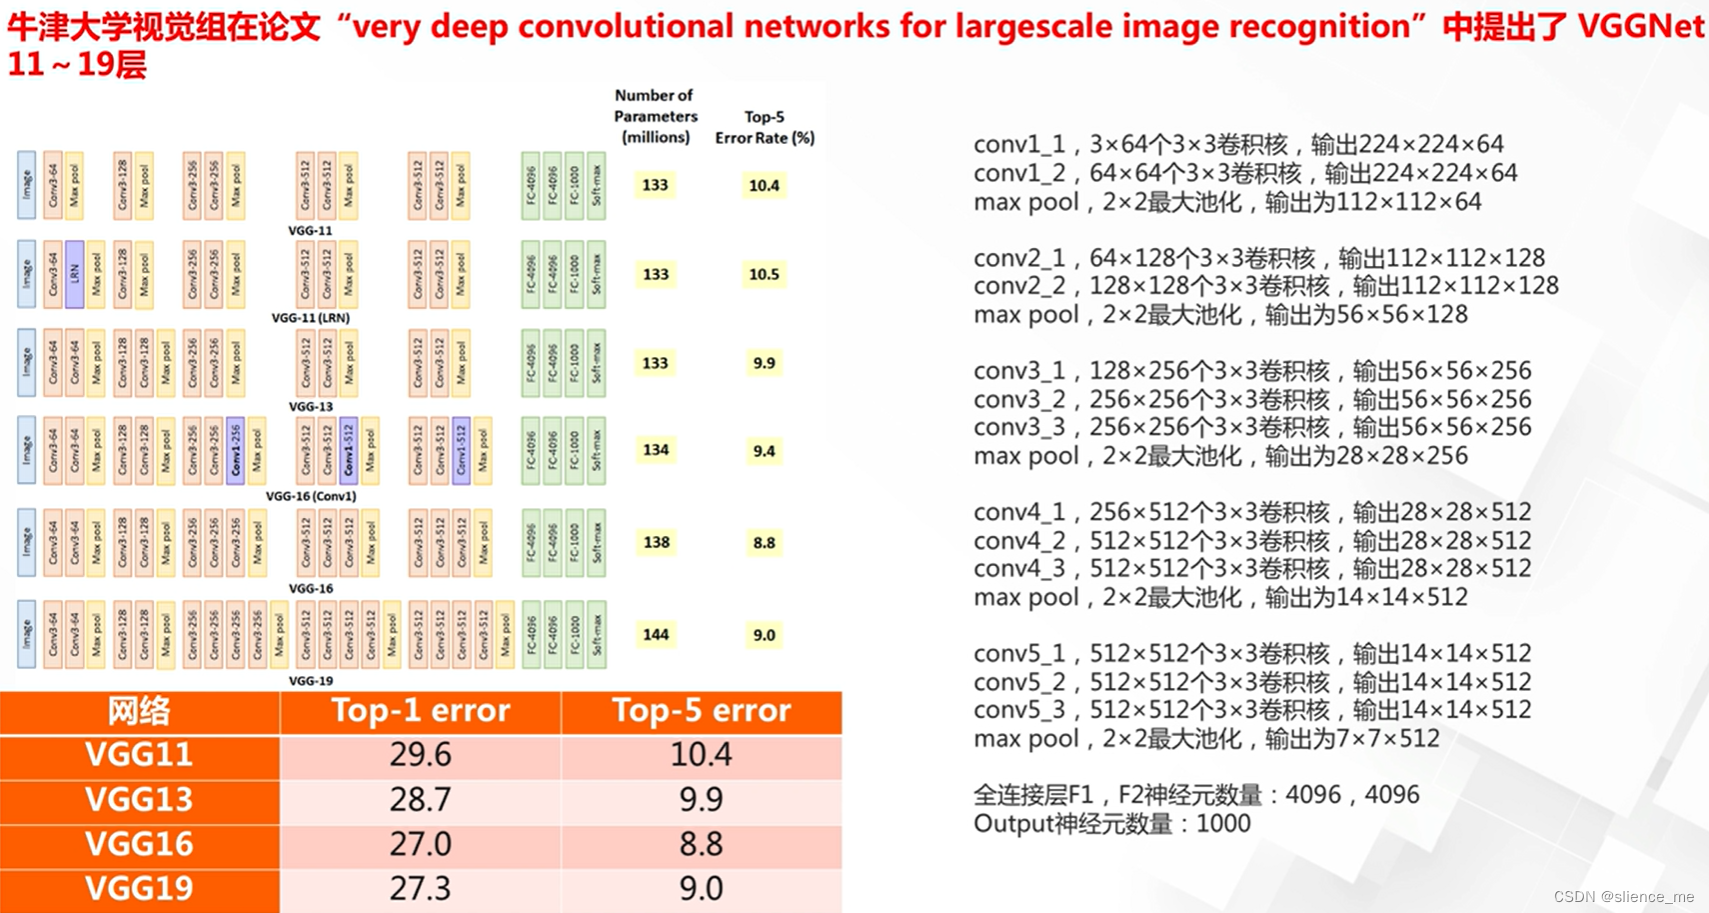 牛津大学视觉组在论文“very deep convolutional networks for largescale image recognition”中提出了 VGGNet
11～19层
Number of
Parameters
(millions)
Top-5
Error Rate (%)
Image Conv3-64 Max pool Conv3-128 Max pool Conv3-256 Conv3-256 Max pool Conv3-512 Conv3-512 Max pool Conv3-512 Conv3-512 Max pool FC-4096 FC-4096 FC-1000 Soft-max 133 10.4
VGG-11
Image Conv3-64 LRN Max pool Conv3-128 Max pool Conv3-256 Conv3-256 Max pool Conv3-512 Conv3-512 Max pool Conv3-512 Conv3-512 Max pool FC-4096 FC-4096 FC-1000 Soft-max 133 10.5
VGG-11 (LRN)
Image Conv3-64 Conv3-64 Max pool Conv3-128 Conv3-128 Max pool Conv3-256 Conv3-256 Max pool Conv3-512 Conv3-512 Max pool Conv3-512 Conv3-512 Max pool FC-4096 FC-4096 FC-1000 Soft-max 133 9.9
VGG-13
Image Conv3-64 Conv3-64 Max pool Conv3-128 Conv3-128 Max pool Conv3-256 Conv3-256 Conv1-256 Max pool Conv3-512 Conv3-512 Conv1-512 Max pool Conv3-512 Conv3-512 Conv1-512 Max pool FC-4096 FC-4096 FC-1000 Soft-max 134 9.4
VGG-16 (Conv1)
Image Conv3-64 Conv3-64 Max pool Conv3-128 Conv3-128 Max pool Conv3-256 Conv3-256 Conv3-256 Max pool Conv3-512 Conv3-512 Conv3-512 Max pool Conv3-512 Conv3-512 Conv3-512 Max pool FC-4096 FC-4096 FC-1000 Soft-max 138 8.8
VGG-16
Image Conv3-64 Conv3-64 Max pool Conv3-128 Conv3-128 Max pool Conv3-256 Conv3-256 Conv3-256 Conv3-256 Max pool Conv3-512 Conv3-512 Conv3-512 Conv3-512 Max pool Conv3-512 Conv3-512 Conv3-512 Conv3-512 Max pool FC-4096 FC-4096 FC-1000 Soft-max 144 9.0
VGG-19
网络 Top-1 error Top-5 error
VGG11 29.6 10.4
VGG13 28.7 9.9
VGG16 27.0 8.8
VGG19 27.3 9.0
conv1_1，3×64个3×3卷积核，输出224×224×64
conv1_2，64×64个3×3卷积核，输出224×224×64
max pool，2×2最大池化，输出为112×112×64
conv2_1，64×128个3×3卷积核，输出112×112×128
conv2_2，128×128个3×3卷积核，输出112×112×128
max pool，2×2最大池化，输出为56×56×128
conv3_1，128×256个3×3卷积核，输出56×56×256
conv3_2，256×256个3×3卷积核，输出56×56×256
conv3_3，256×256个3×3卷积核，输出56×56×256
max pool，2×2最大池化，输出为28×28×256
conv4_1，256×512个3×3卷积核，输出28×28×512
conv4_2，512×512个3×3卷积核，输出28×28×512
conv4_3，512×512个3×3卷积核，输出28×28×512
max pool，2×2最大池化，输出为14×14×512
conv5_1，512×512个3×3卷积核，输出14×14×512
conv5_2，512×512个3×3卷积核，输出14×14×512
conv5_3，512×512个3×3卷积核，输出14×14×512
max pool，2×2最大池化，输出为7×7×512
全连接层F1，F2神经元数量：4096，4096
Output神经元数量：1000
CSDN @slience_me